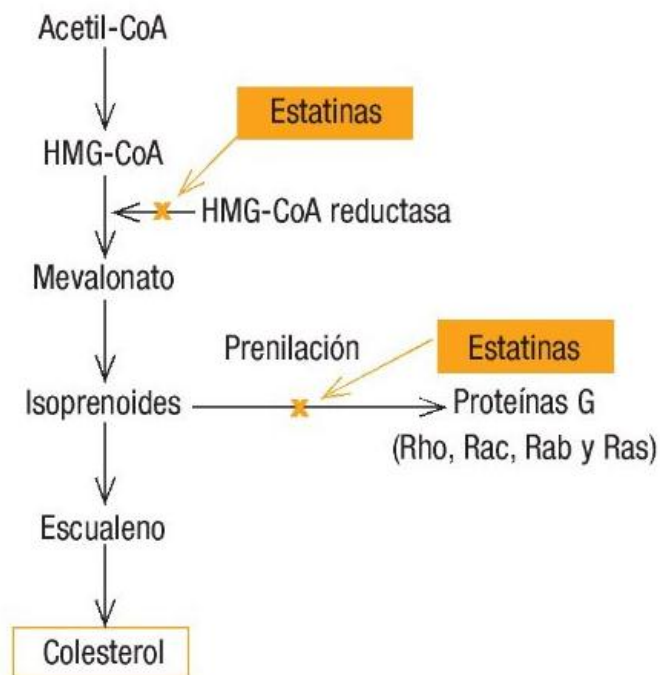 Acetil-CoA
Estatinas
HMG-CoA
HMG-CoA reductasa
Mevalonato
Prenilación
Estatinas
Isoprenoides
Proteínas G
(Rho, Rac, Rab y Ras)
Escualeno
Colesterol